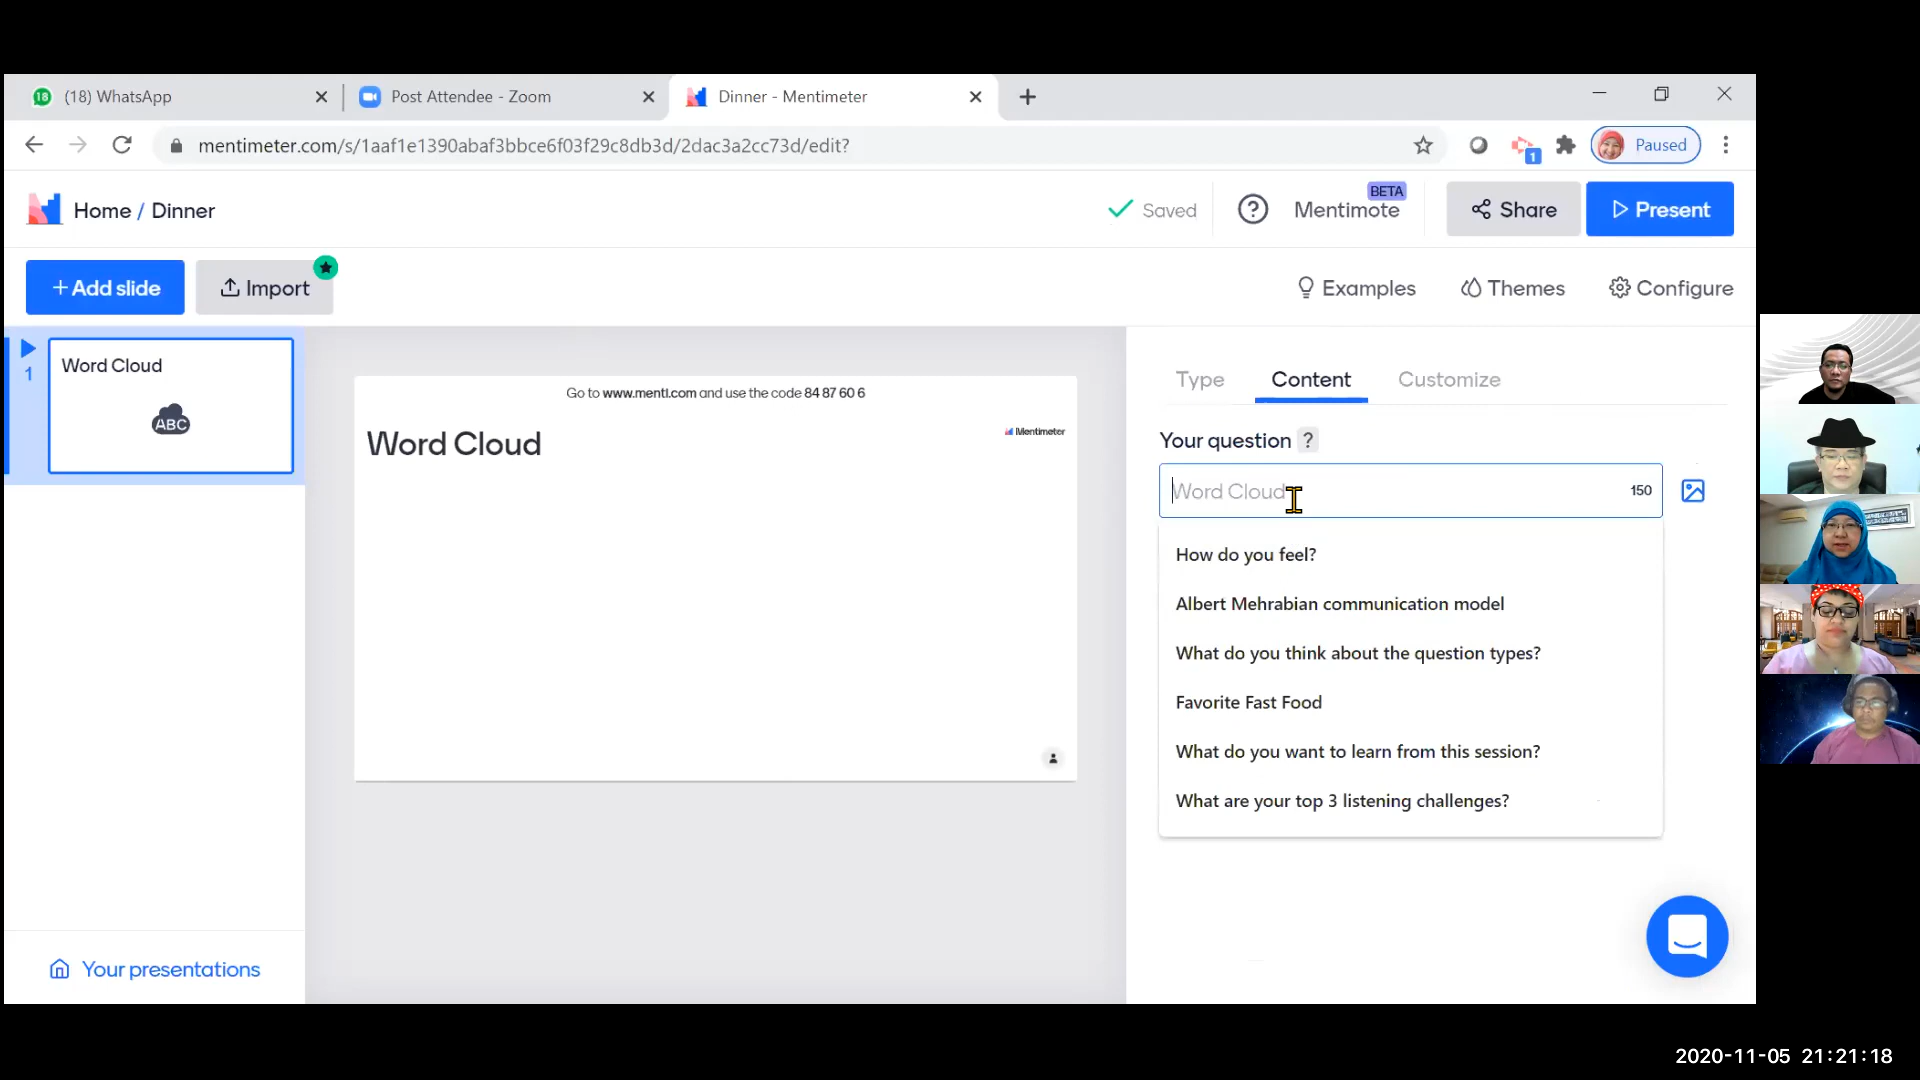 18 (18) WhatsApp
Post Attendee - Zoom
Dinner - Mentimeter
mentimeter.com/s/1aaf1e1390abaf3bbce6f03f29c8db3d/2dac3a2cc73d/edit?
1
Paused
Home / Dinner
Saved
?
Mentimote
BETA
Share
Present
+ Add slide
Import
Examples
Themes
Configure
1
Word Cloud
ABC
Go to www.menti.com and use the code 84 87 60 6
Mentimeter
Word Cloud
Type
Content
Customize
Your question ?
Word Cloud
150
How do you feel?
Albert Mehrabian communication model
What do you think about the question types?
Favorite Fast Food
What do you want to learn from this session?
What are your top 3 listening challenges?
Your presentations
2020-11-05 21:21:18